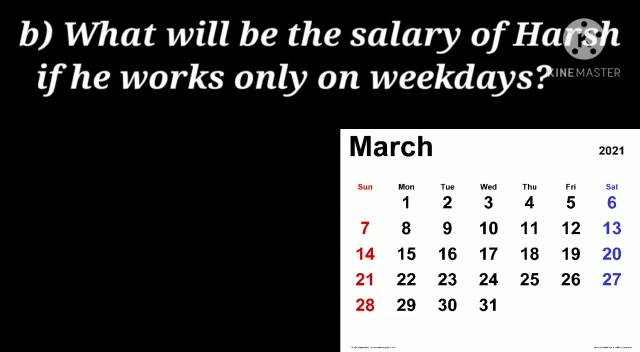 b) What will be the salary of Harsh
if he works only on weekdays?
KINEMASTER
March
2021
Sun Mon Tue Wed Thu Fri Sat
1 2 3 4 5 6
7 8 9 10 11 12 13
14 15 16 17 18 19 20
21 22 23 24 25 26 27
28 29 30 31